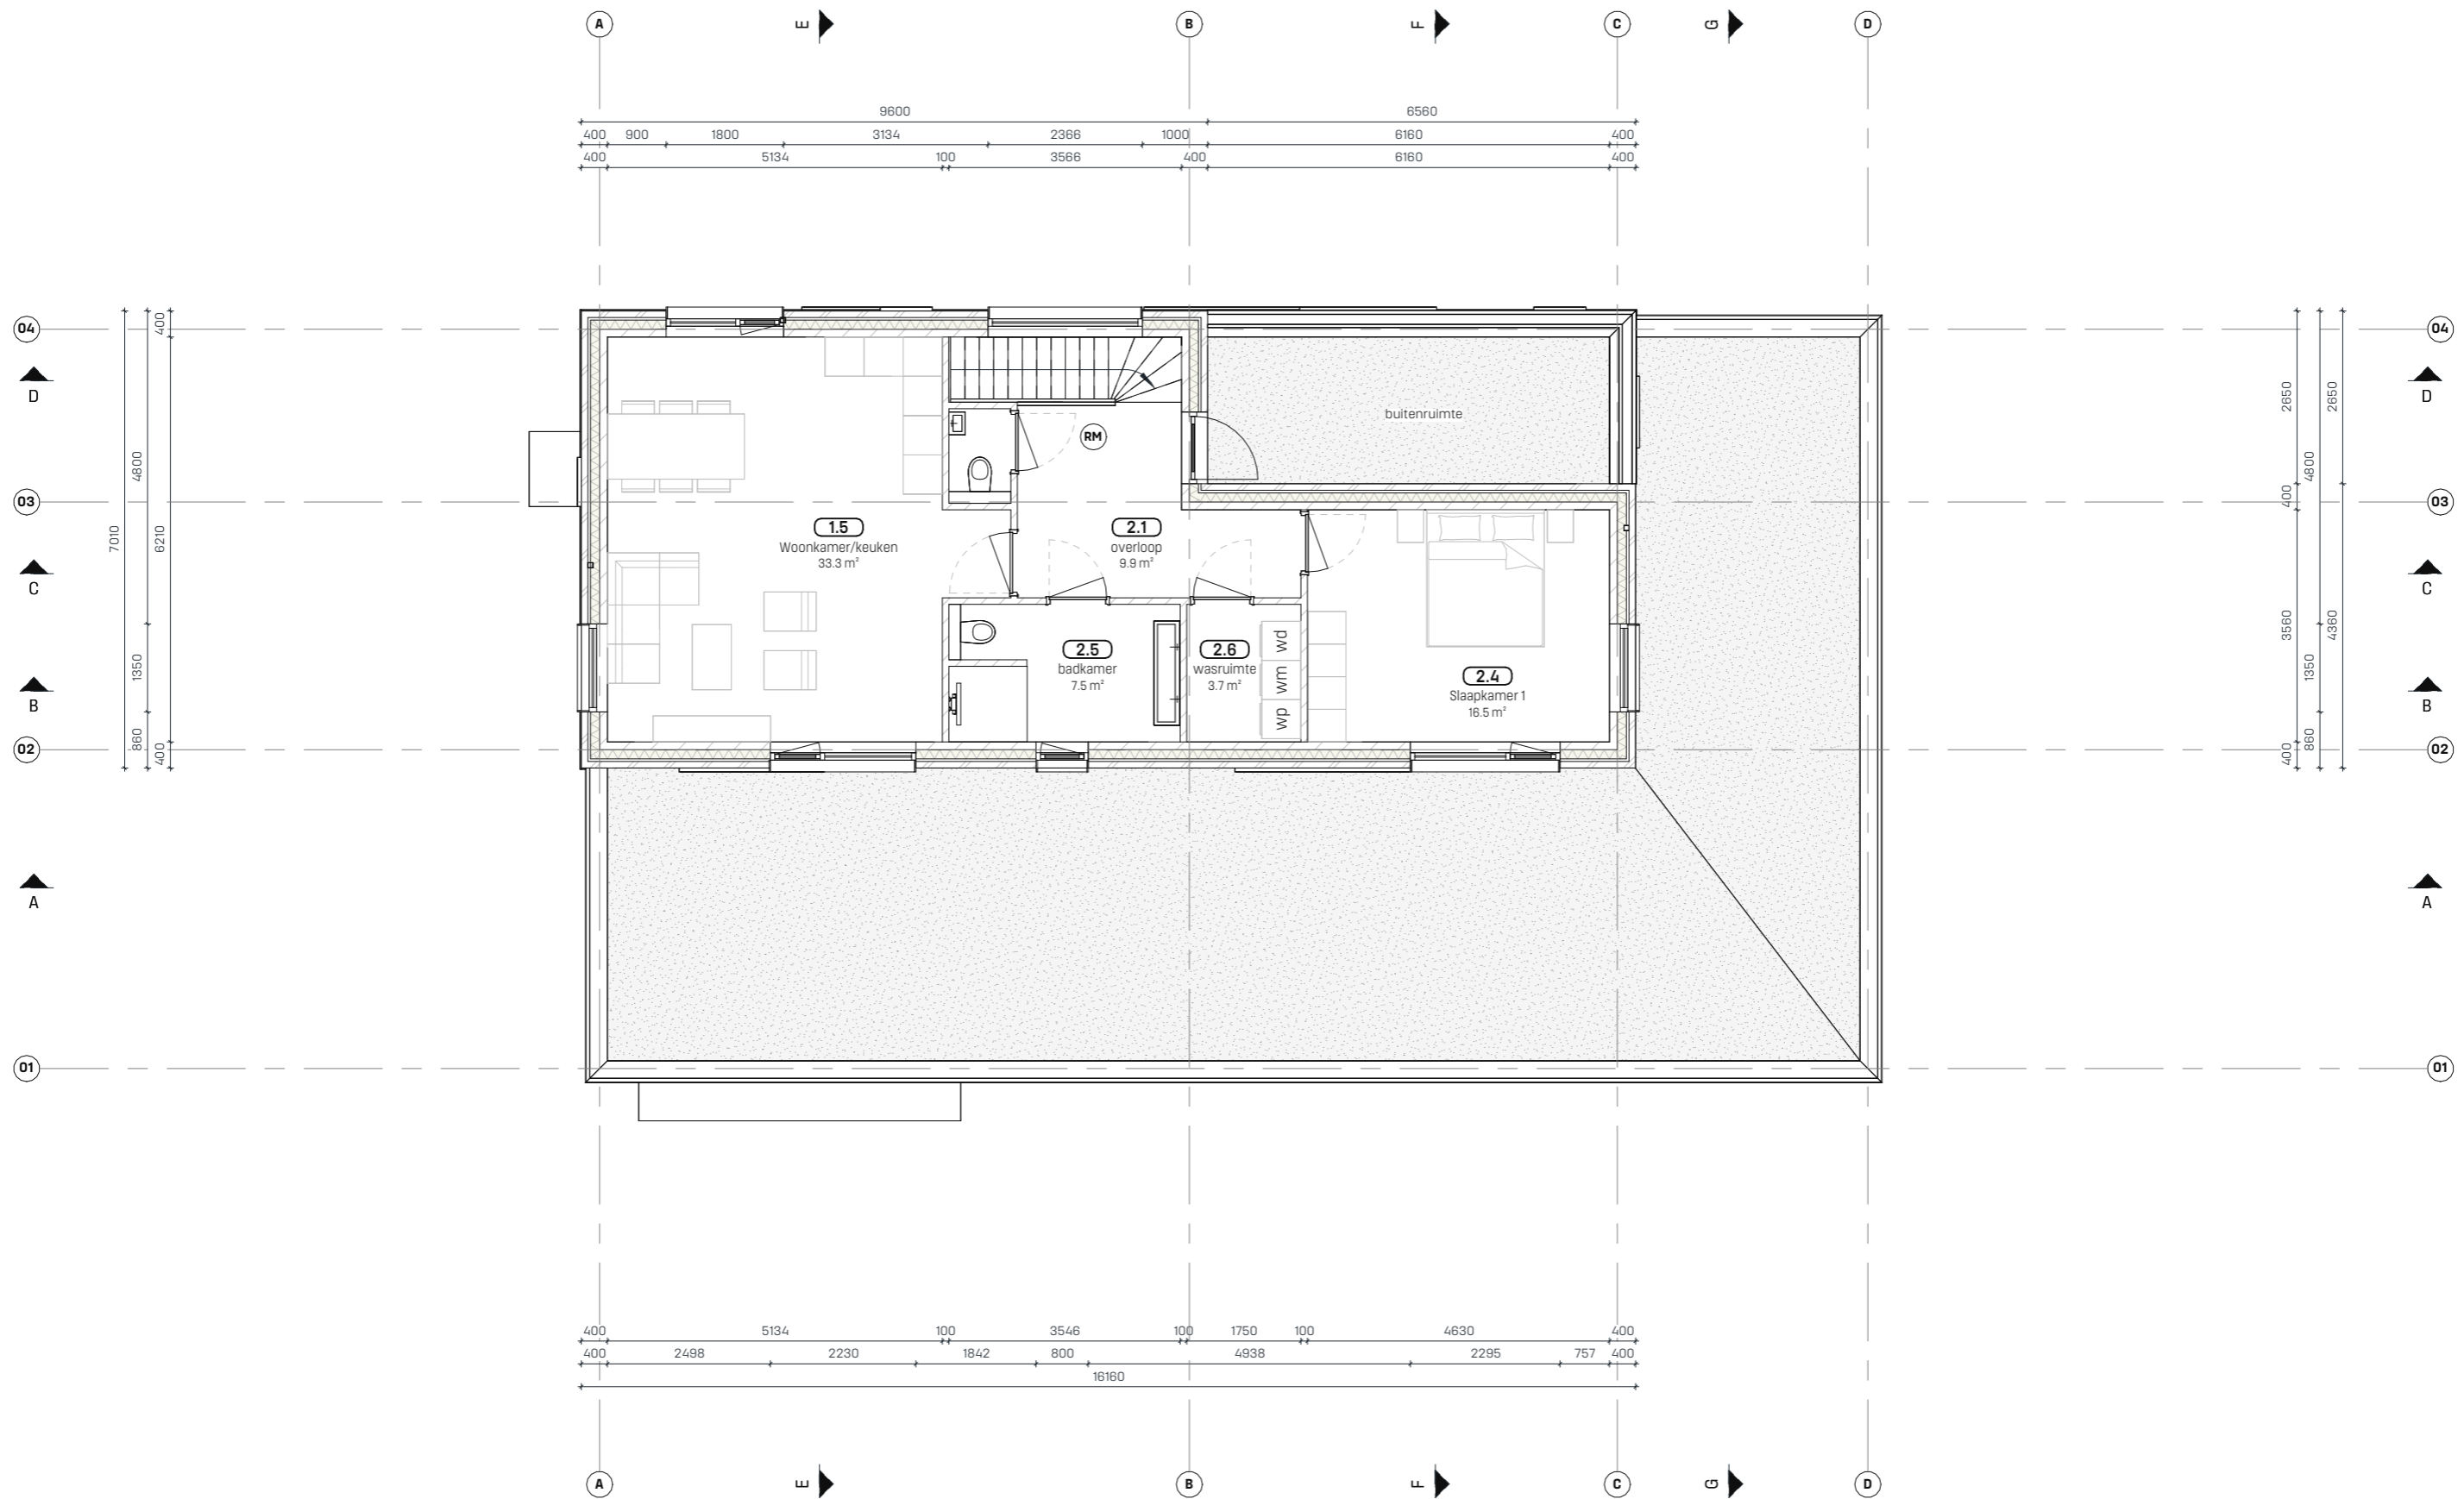 A E B F C G D
9600 6560
400 900 1800 3134 2366 1000 6160 400
400 5134 100 3566 400 6160 400
04 04
D D
03 03
C C
B B
02 02
A A
01 01
7010
4800 1350 860
400 6210 400
2650 400 3560 400
4800 1350 860
2650 4360
buitenruimte
RM
1.5
Woonkamer/keuken
33.3 m²
2.1
overloop
9.9 m²
2.5
badkamer
7.5 m²
2.6
wasruimte
3.7 m²
wd
wm
wp
2.4
Slaapkamer 1
16.5 m²
400 5134 100 3546 100 1750 100 4630 400
400 2498 2230 1842 800 4938 2295 757 400
16160
A E B F C G D